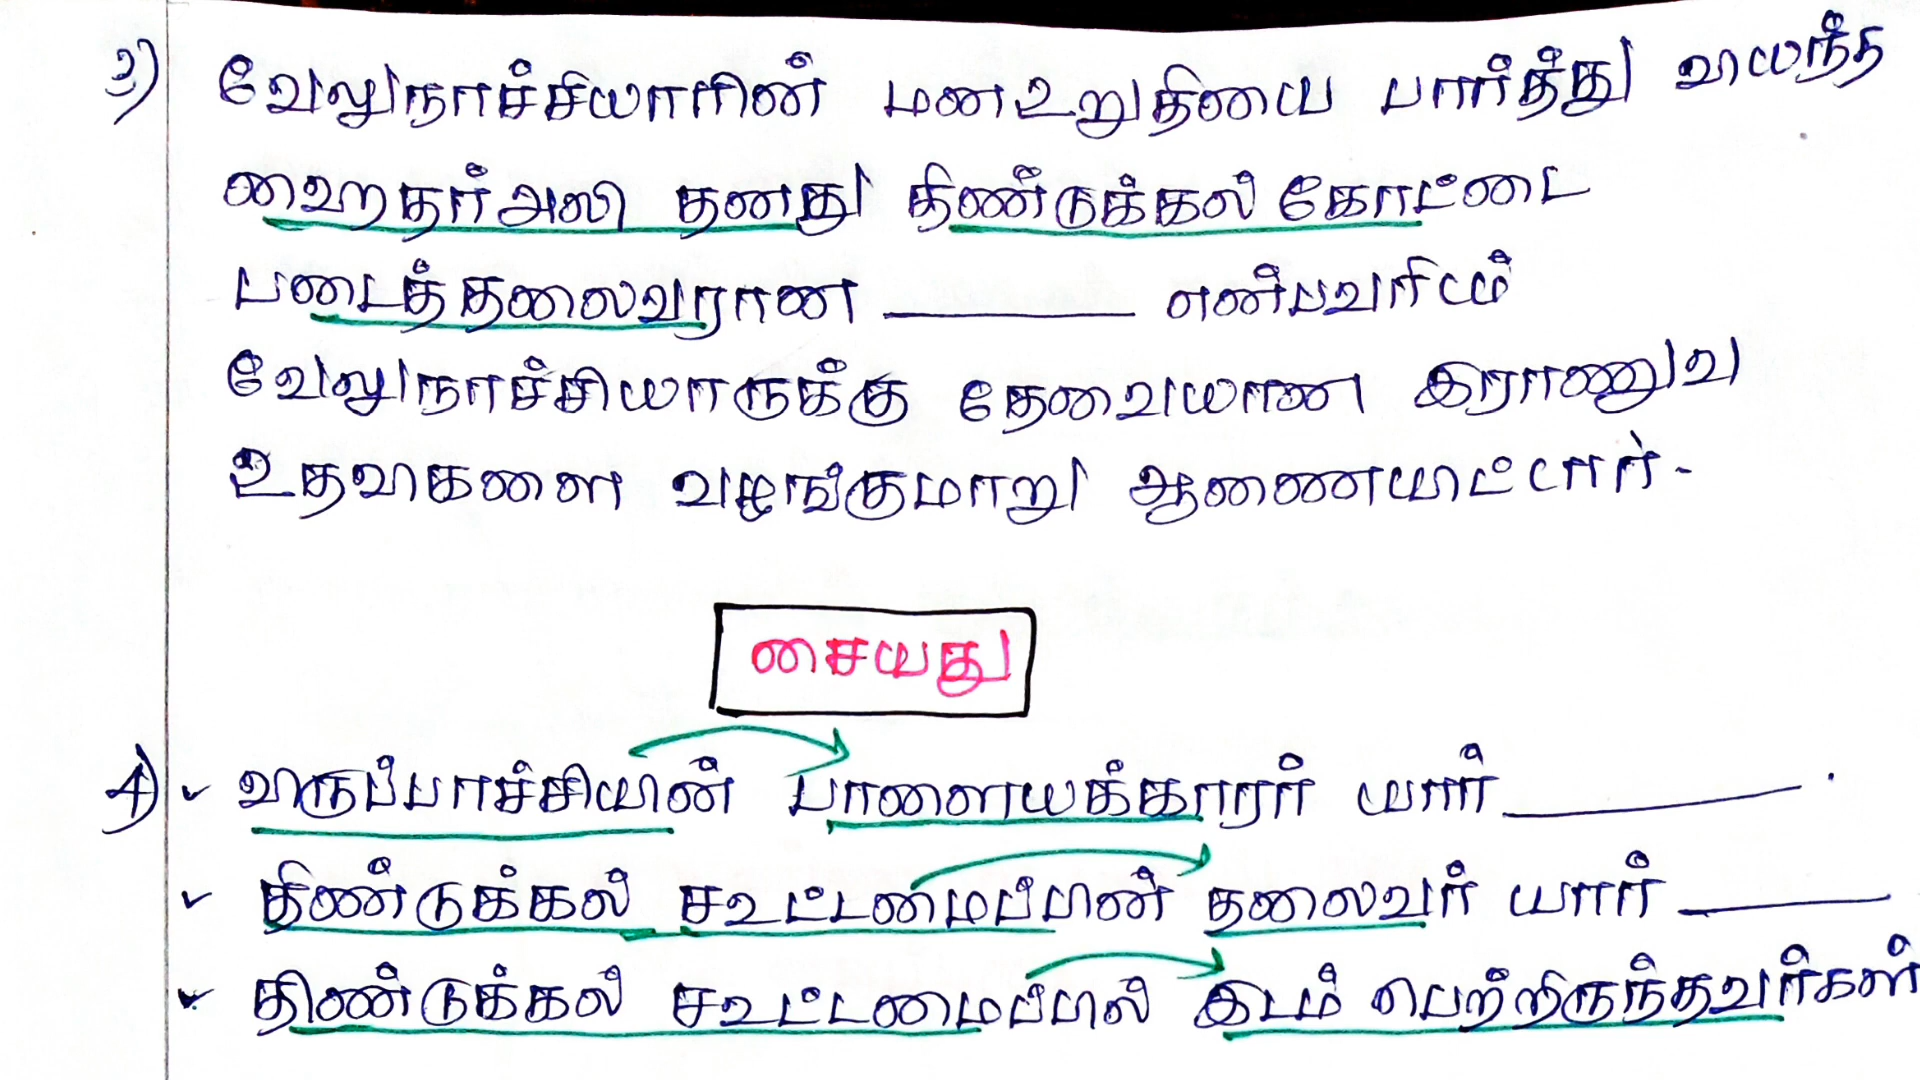 3) வேலுநாச்சியாரின் மனஉறுதியை பார்த்து வியந்த
ஹைதர்அலி தனது திண்டுக்கல் கோட்டை
படைத்தலைவரான ________ என்பவரிடம்
வேலுநாச்சியாருக்கு தேவையான இராணுவ
உதவிகளை வழங்குமாறு ஆணையிட்டார்.
சையது
4) விருப்பாச்சியின் பாளையக்காரர் யார் ________.
திண்டுக்கல் கூட்டமைப்பின் தலைவர் யார் ________
திண்டுக்கல் கூட்டமைப்பில் இடம் பெற்றிருந்தவர்கள்